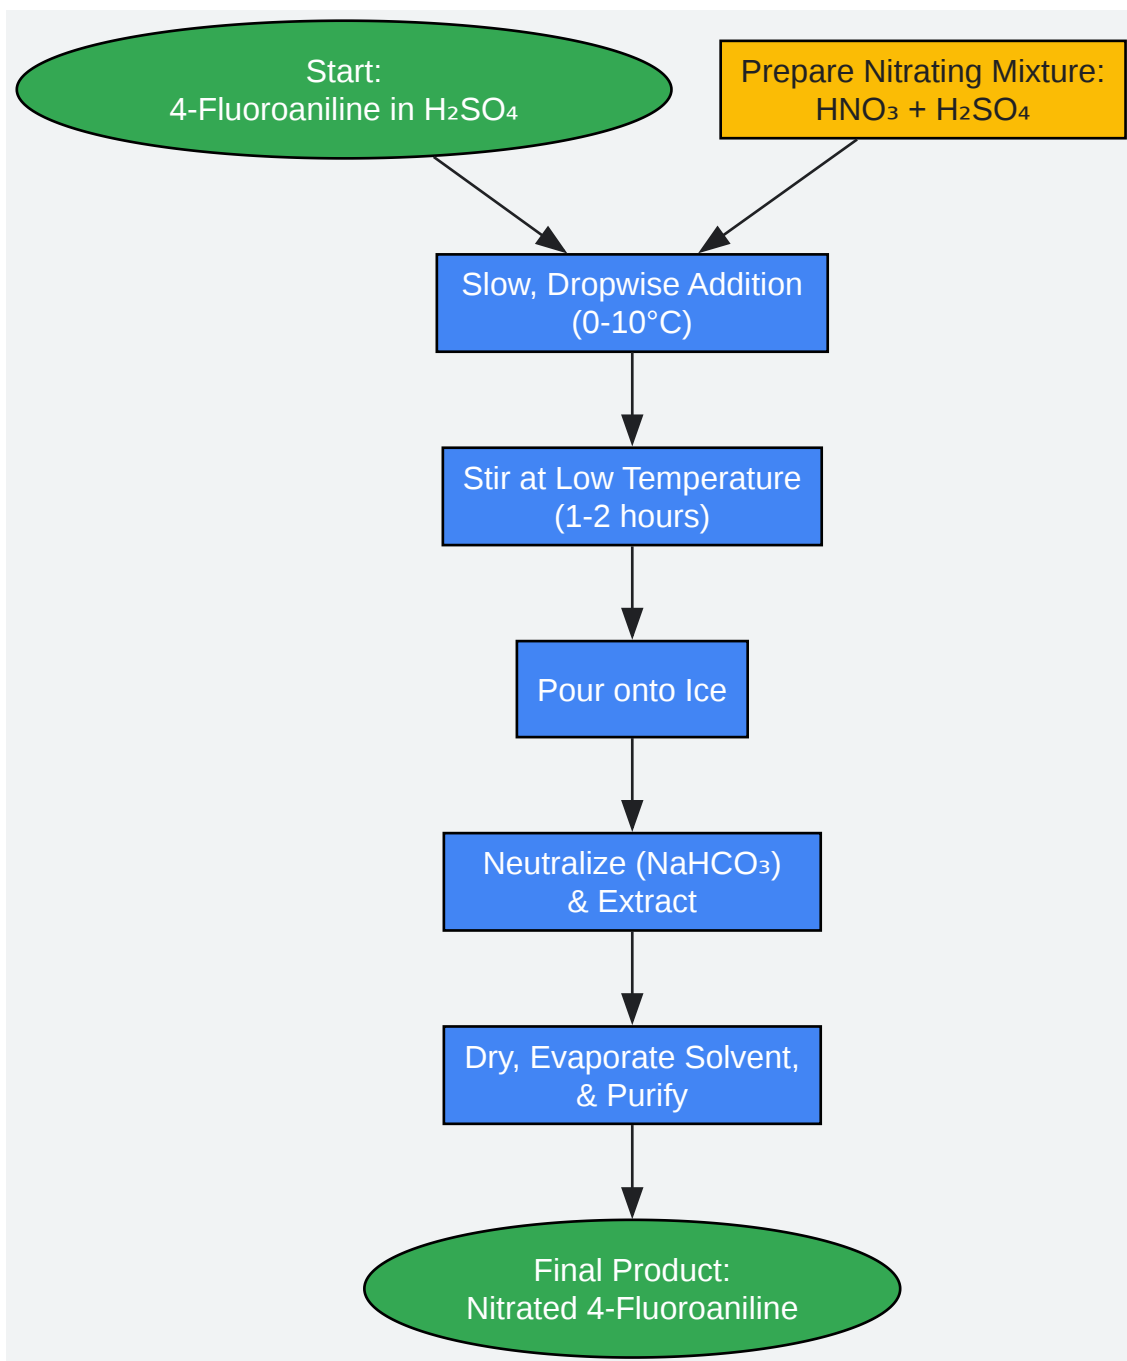 Start:
4-Fluoroaniline in H₂SO₄
Prepare Nitrating Mixture:
HNO₃ + H₂SO₄
Slow, Dropwise Addition
(0-10°C)
Stir at Low Temperature
(1-2 hours)
Pour onto Ice
Neutralize (NaHCO₃)
& Extract
Dry, Evaporate Solvent,
& Purify
Final Product:
Nitrated 4-Fluoroaniline